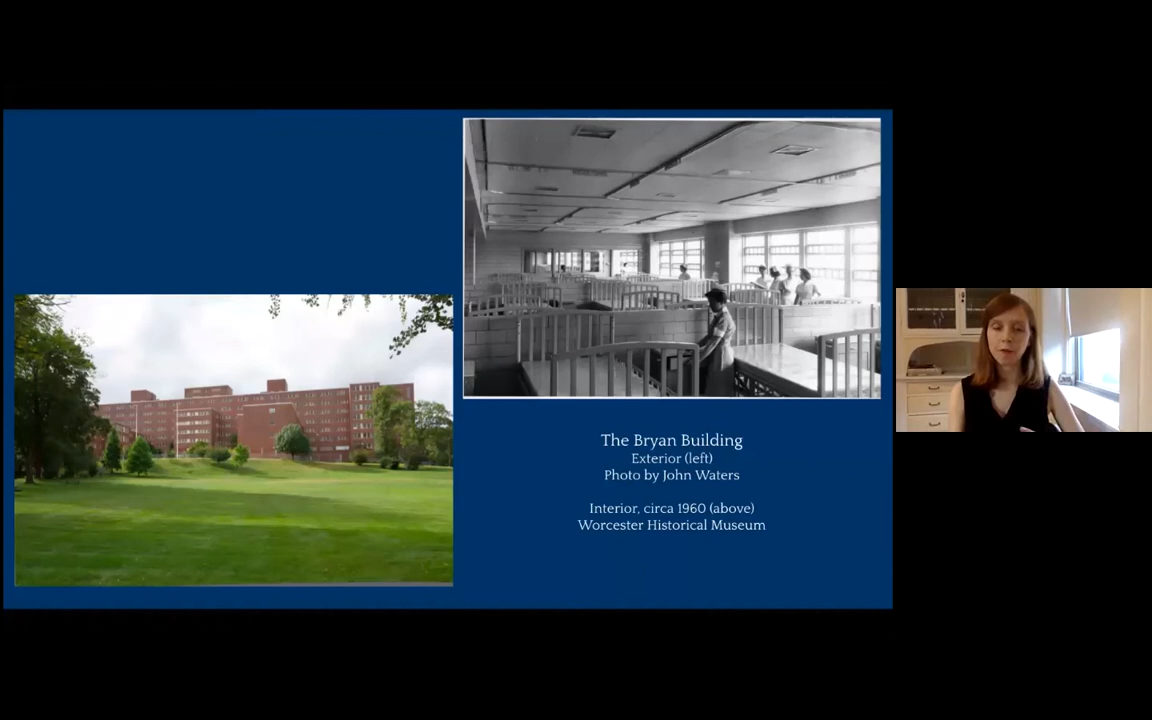 The Bryan Building
Exterior (left)
Photo by John Waters
Interior, circa 1960 (above)
Worcester Historical Museum